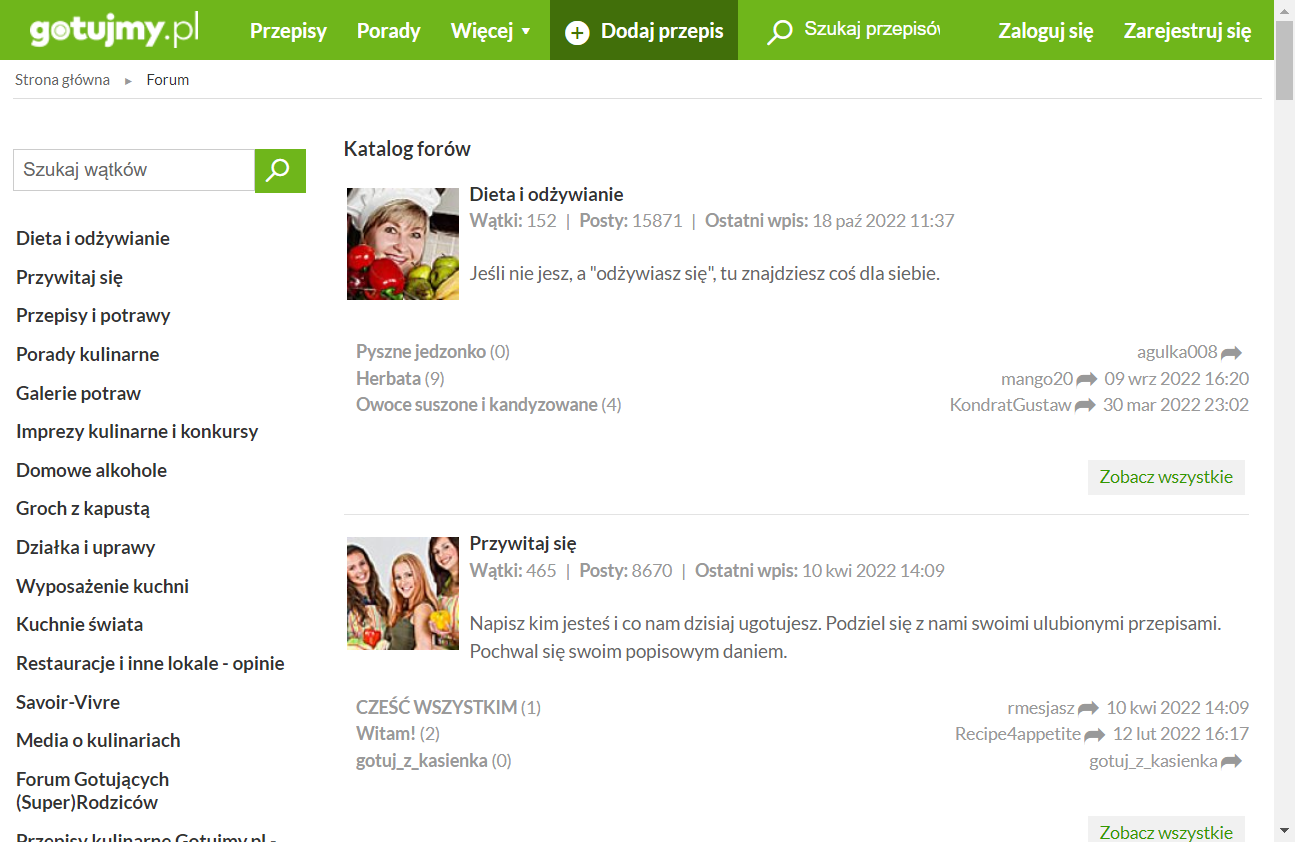 gotujmy.pl Przepisy Porady Więcej ▼ Dodaj przepis Szukaj przepisów Zaloguj się Zarejestruj się
Strona główna ► Forum
Szukaj wątków
Dieta i odżywianie
Przywitaj się
Przepisy i potrawy
Porady kulinarne
Galerie potraw
Imprezy kulinarne i konkursy
Domowe alkohole
Groch z kapustą
Działka i uprawy
Wyposażenie kuchni
Kuchnie świata
Restauracje i inne lokale - opinie
Savoir-Vivre
Media o kulinariach
Forum Gotujących
(Super)Rodziców
Przepisy kulinarne Gotujmy.pl -
Katalog forów
Dieta i odżywianie
Wątki: 152 | Posty: 15871 | Ostatni wpis: 18 paź 2022 11:37
Jeśli nie jesz, a "odżywiasz się", tu znajdziesz coś dla siebie.
Pyszne jedzonko (0) agulka008
Herbata (9) mango20 09 wrz 2022 16:20
Owoce suszone i kandyzowane (4) KondratGustaw 30 mar 2022 23:02
Zobacz wszystkie
Przywitaj się
Wątki: 465 | Posty: 8670 | Ostatni wpis: 10 kwi 2022 14:09
Napisz kim jesteś i co nam dzisiaj ugotujesz. Podziel się z nami swoimi ulubionymi przepisami.
Pochwal się swoim popisowym daniem.
CZEŚĆ WSZYSTKIM (1) rmesjasz 10 kwi 2022 14:09
Witam! (2) Recipe4appetite 12 lut 2022 16:17
gotuj_z_kasienka (0) gotuj_z_kasienka
Zobacz wszystkie